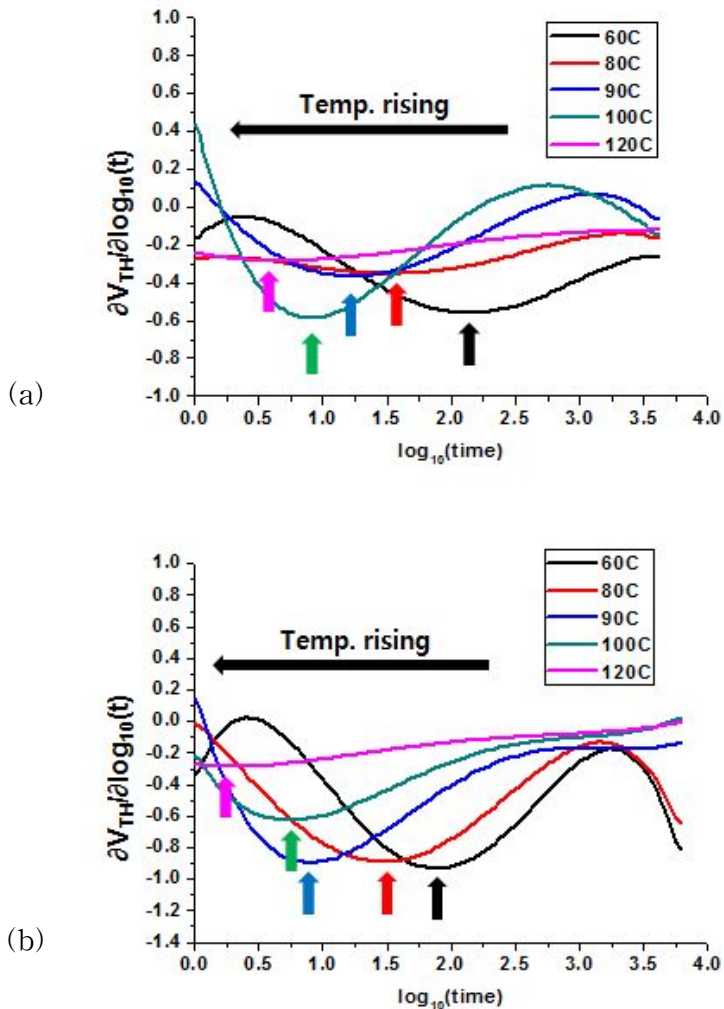 1.0
0.8
0.6
0.4
0.2
0.0
-0.2
-0.4
-0.6
-0.8
-1.0
∂V_TH/∂log₁₀(t)
60C
80C
90C
100C
120C
Temp. rising
0.0 0.5 1.0 1.5 2.0 2.5 3.0 3.5 4.0
log₁₀(time)
(a)
1.0
0.8
0.6
0.4
0.2
0.0
-0.2
-0.4
-0.6
-0.8
-1.0
-1.2
-1.4
∂V_TH/∂log₁₀(t)
60C
80C
90C
100C
120C
Temp. rising
0.0 0.5 1.0 1.5 2.0 2.5 3.0 3.5 4.0
log₁₀(time)
(b)